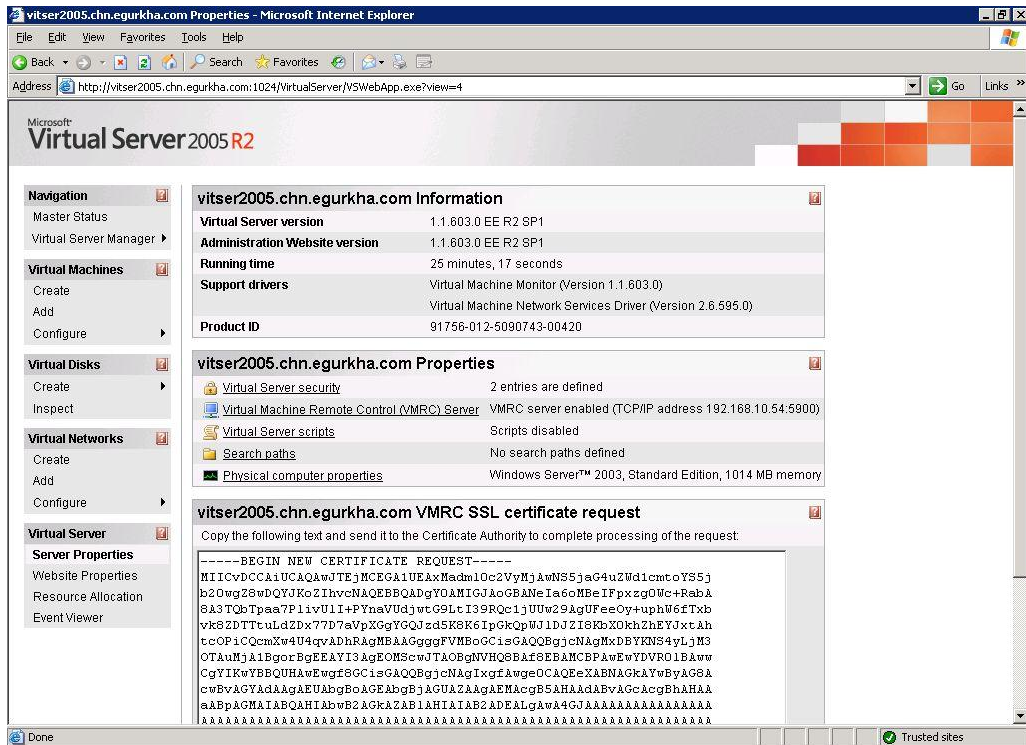 vitser2005.chn.egurkha.com Properties - Microsoft Internet Explorer
File Edit View Favorites Tools Help
Back Search Favorites
Address http://vitser2005.chn.egurkha.com:1024/VirtualServer/VSWebApp.exe?view=4 Go Links »
Microsoft
Virtual Server 2005 R2
Navigation
Master Status
Virtual Server Manager
Virtual Machines
Create
Add
Configure
Virtual Disks
Create
Inspect
Virtual Networks
Create
Add
Configure
Virtual Server
Server Properties
Website Properties
Resource Allocation
Event Viewer
vitser2005.chn.egurkha.com Information
Virtual Server version 1.1.603.0 EE R2 SP1
Administration Website version 1.1.603.0 EE R2 SP1
Running time 25 minutes, 17 seconds
Support drivers Virtual Machine Monitor (Version 1.1.603.0)
Virtual Machine Network Services Driver (Version 2.6.595.0)
Product ID 91756-012-5090743-00420
vitser2005.chn.egurkha.com Properties
Virtual Server security 2 entries are defined
Virtual Machine Remote Control (VMRC) Server VMRC server enabled (TCP/IP address 192.168.10.54:5900)
Virtual Server scripts Scripts disabled
Search paths No search paths defined
Physical computer properties Windows Server™ 2003, Standard Edition, 1014 MB memory
vitser2005.chn.egurkha.com VMRC SSL certificate request
Copy the following text and send it to the Certificate Authority to complete processing of the request:
-----BEGIN NEW CERTIFICATE REQUEST-----
Done Trusted sites